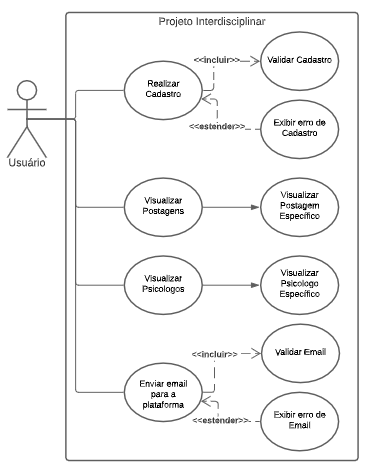 Projeto Interdisciplinar
<<incluir>>
Validar Cadastro
Realizar
Cadastro
<<estender>>
Exibir erro de
Cadastro
Usuário
Visualizar
Postagens
Visualizar
Postagem
Específico
Visualizar
Psicologos
Visualizar
Psicologo
Específico
<<incluir>>
Validar Email
Enviar email
para a
plataforma
<<estender>>
Exibir erro de
Email